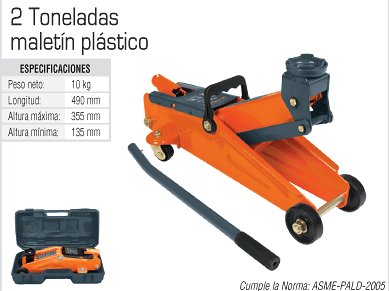 2 Toneladas
maletín plástico
ESPECIFICACIONES
Peso neto: 10 kg
Longitud: 490 mm
Altura máxima: 355 mm
Altura mínima: 135 mm
Cumple la Norma: ASME-PALD-2005